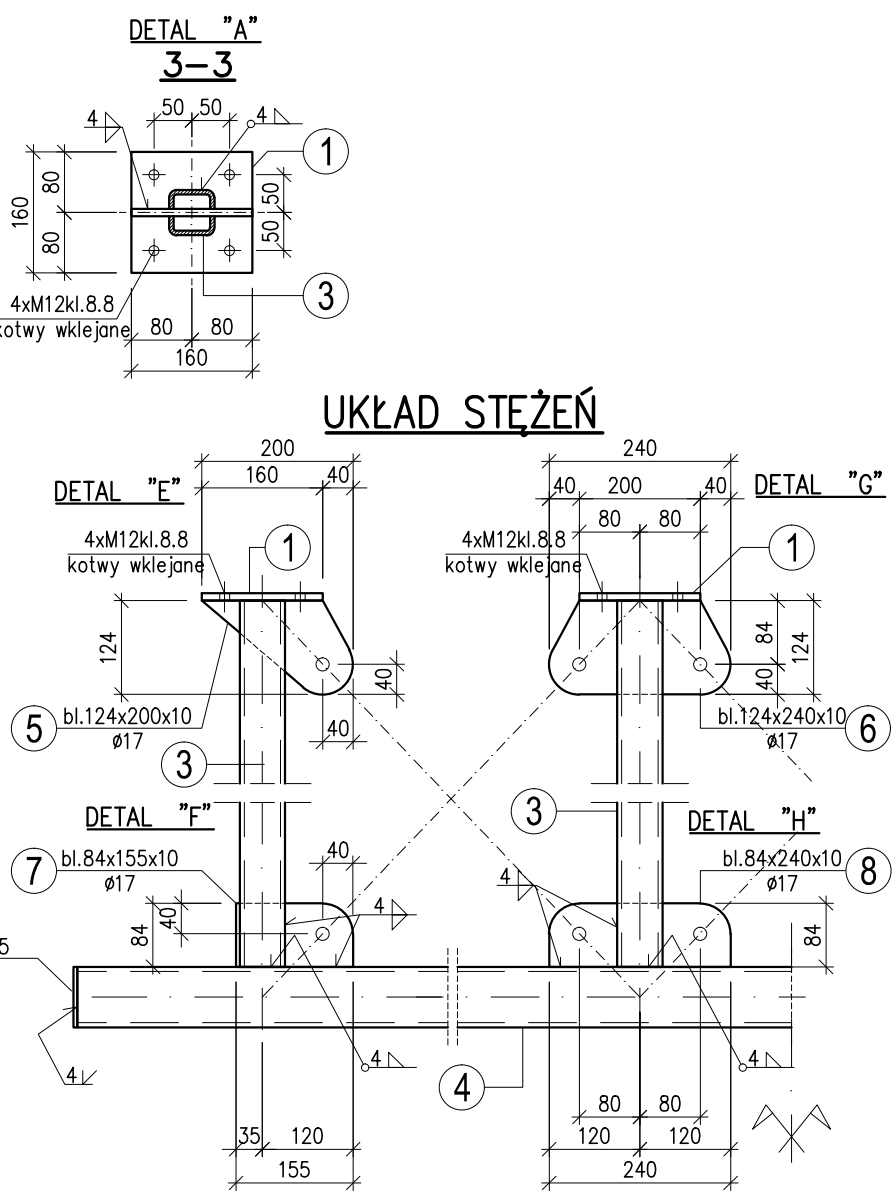 DETAL "A"
3-3
50 50
4
4
1
80
50
160
80
50
3
4xM12kl.8.8
kotwy wklejane
80 80
160
UKŁAD STĘŻEŃ
200
240
160 40
40 200 40
DETAL "E"
DETAL "G"
80 80
4xM12kl.8.8
kotwy wklejane
1
4xM12kl.8.8
kotwy wklejane
1
124
84
124
40
40
5
bl.124x200x10
ø17
40
bl.124x240x10
ø17
6
3
DETAL "F"
3
DETAL "H"
7
bl.84x155x10
ø17
40
bl.84x240x10
ø17
8
4
84
40
4
84
5
4
4
4
4
35 120
155
80 80
120 120
240